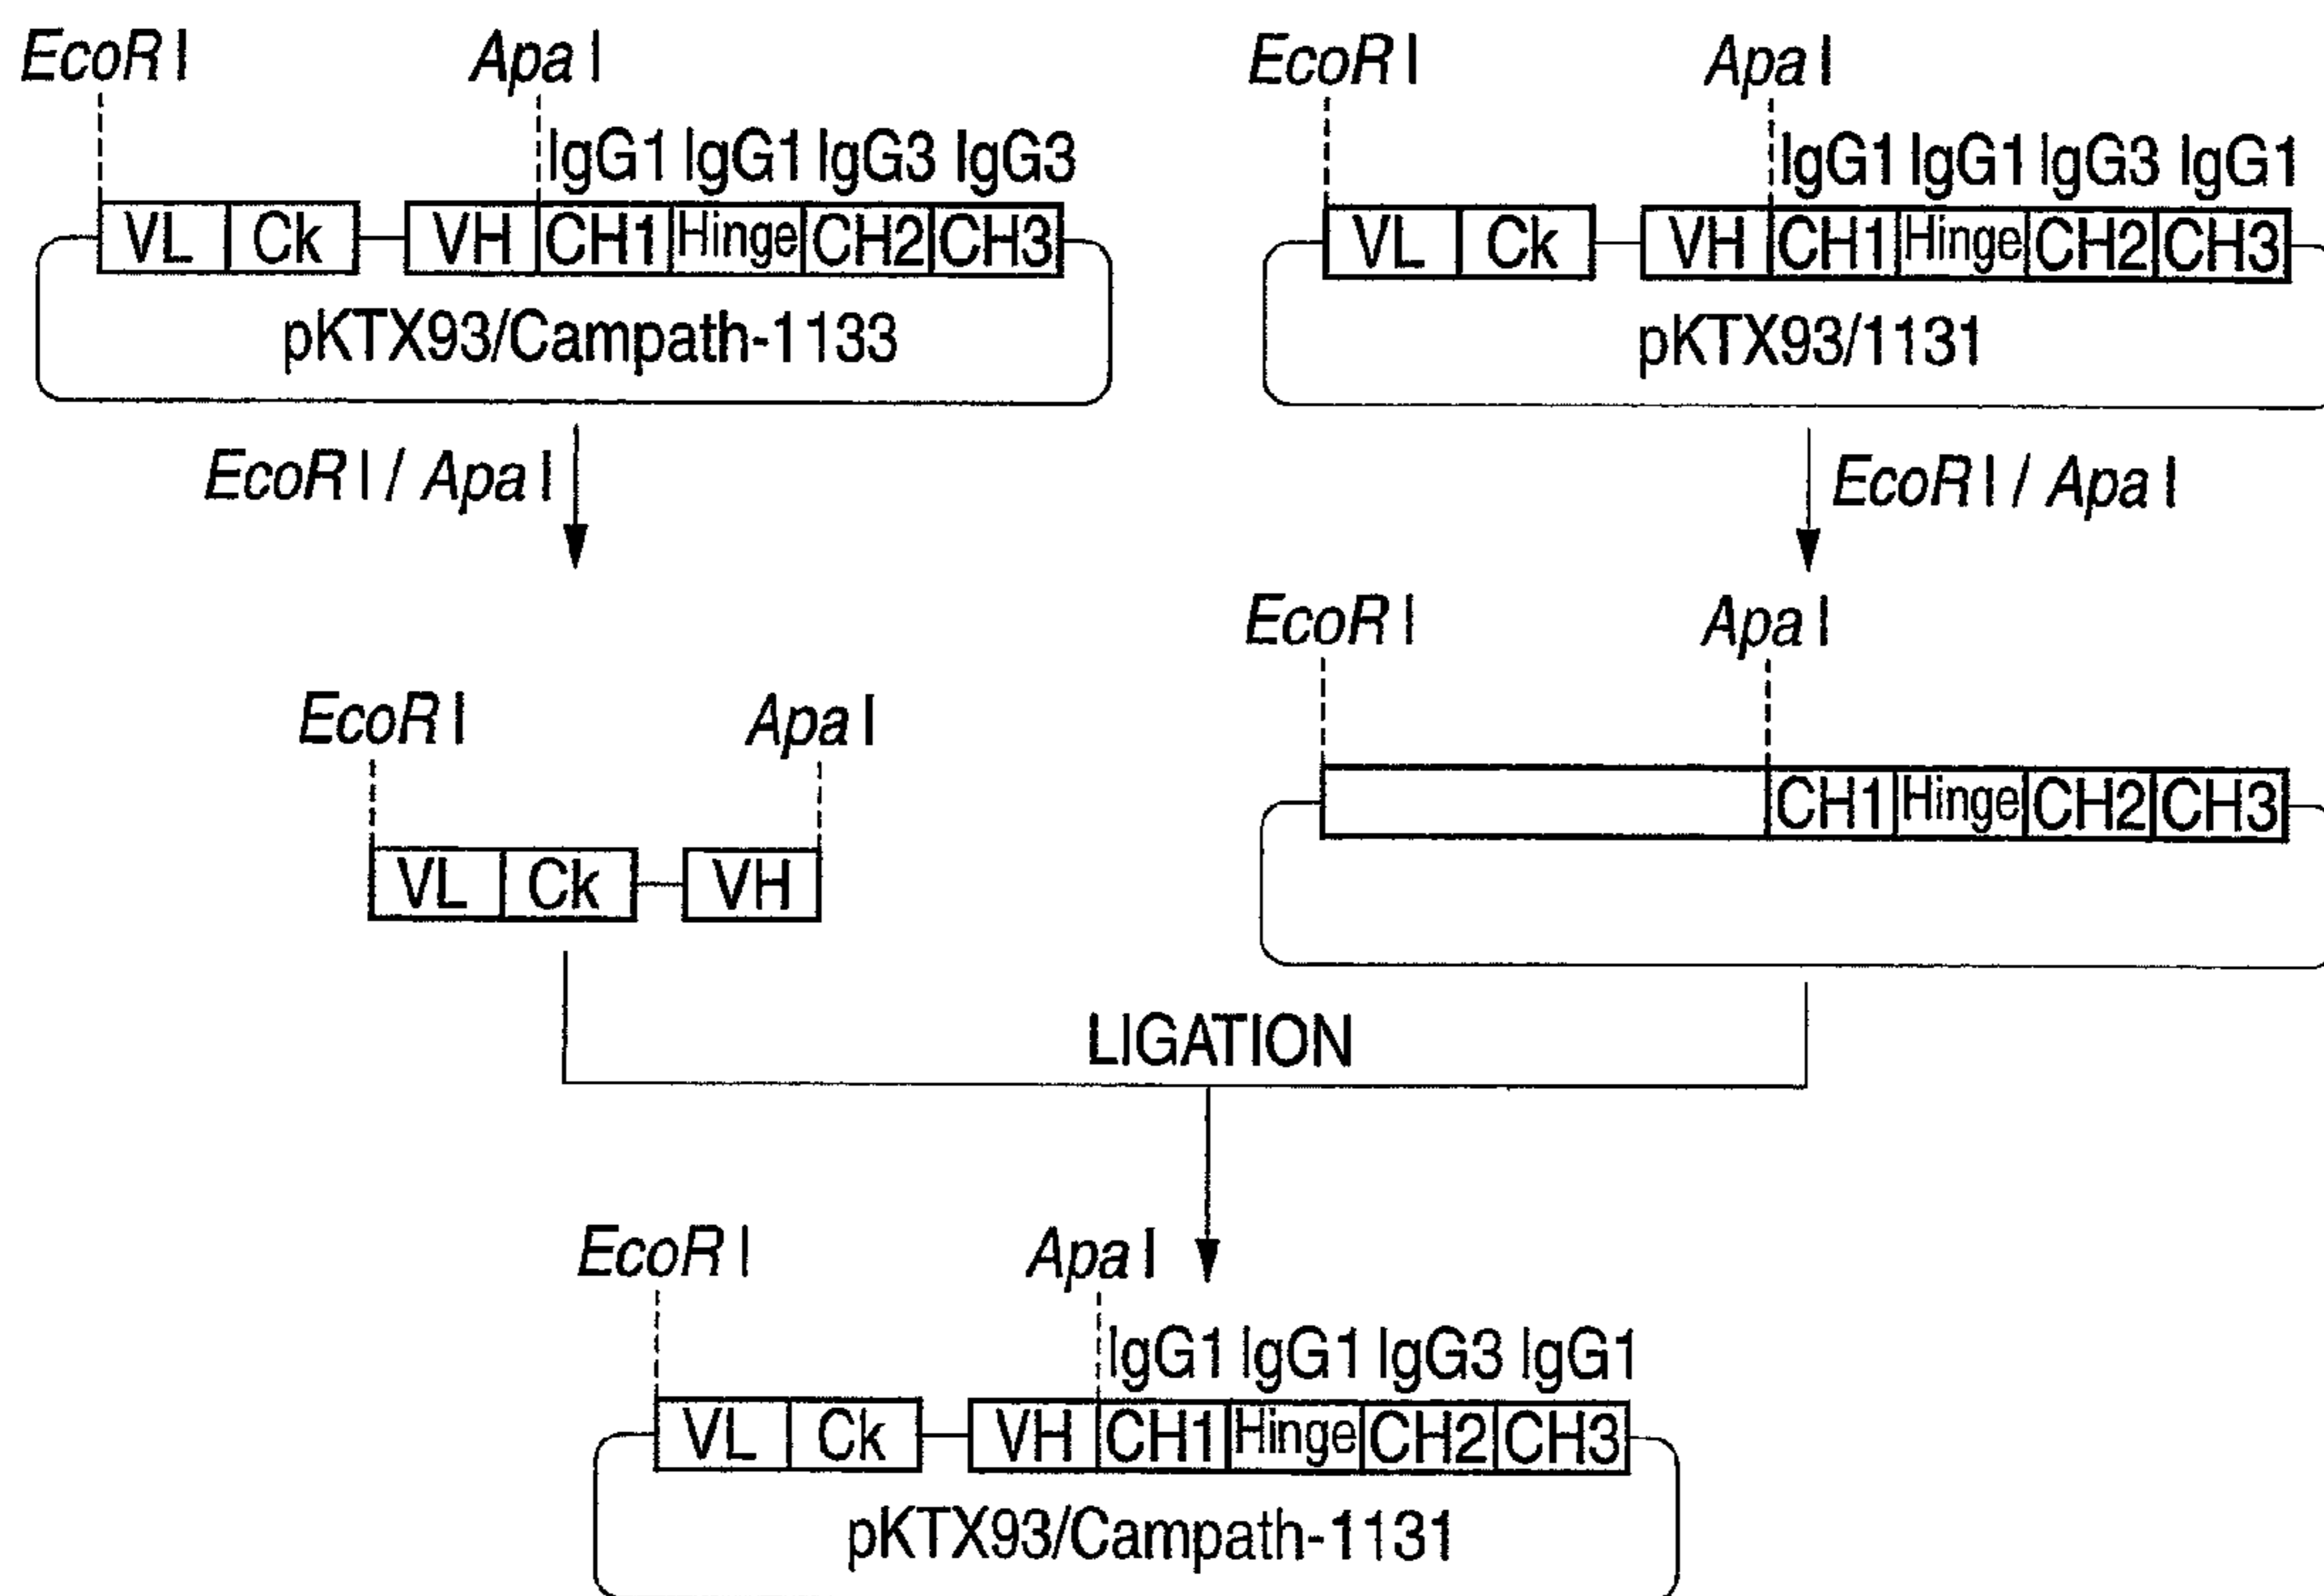 EcoR I Apa I EcoR I Apa I
IgG1 IgG1 IgG3 IgG3 IgG1 IgG1 IgG3 IgG1
VL Ck VH CH1 Hinge CH2 CH3 VL Ck VH CH1 Hinge CH2 CH3
pKTX93/Campath-1133 pKTX93/1131
EcoR I / Apa I EcoR I / Apa I
EcoR I Apa I
EcoR I Apa I
CH1 Hinge CH2 CH3
VL Ck VH
LIGATION
EcoR I Apa I
IgG1 IgG1 IgG3 IgG1
VL Ck VH CH1 Hinge CH2 CH3
pKTX93/Campath-1131